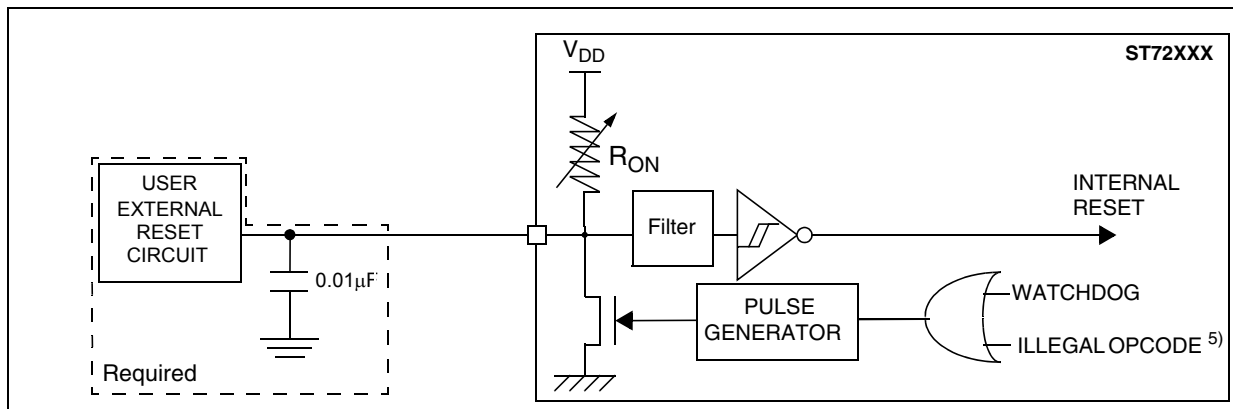 V_DD
ST72XXX
R_ON
USER
EXTERNAL
RESET
CIRCUIT
Filter
INTERNAL
RESET
0.01µF
PULSE
GENERATOR
WATCHDOG
ILLEGAL OPCODE 5)
Required